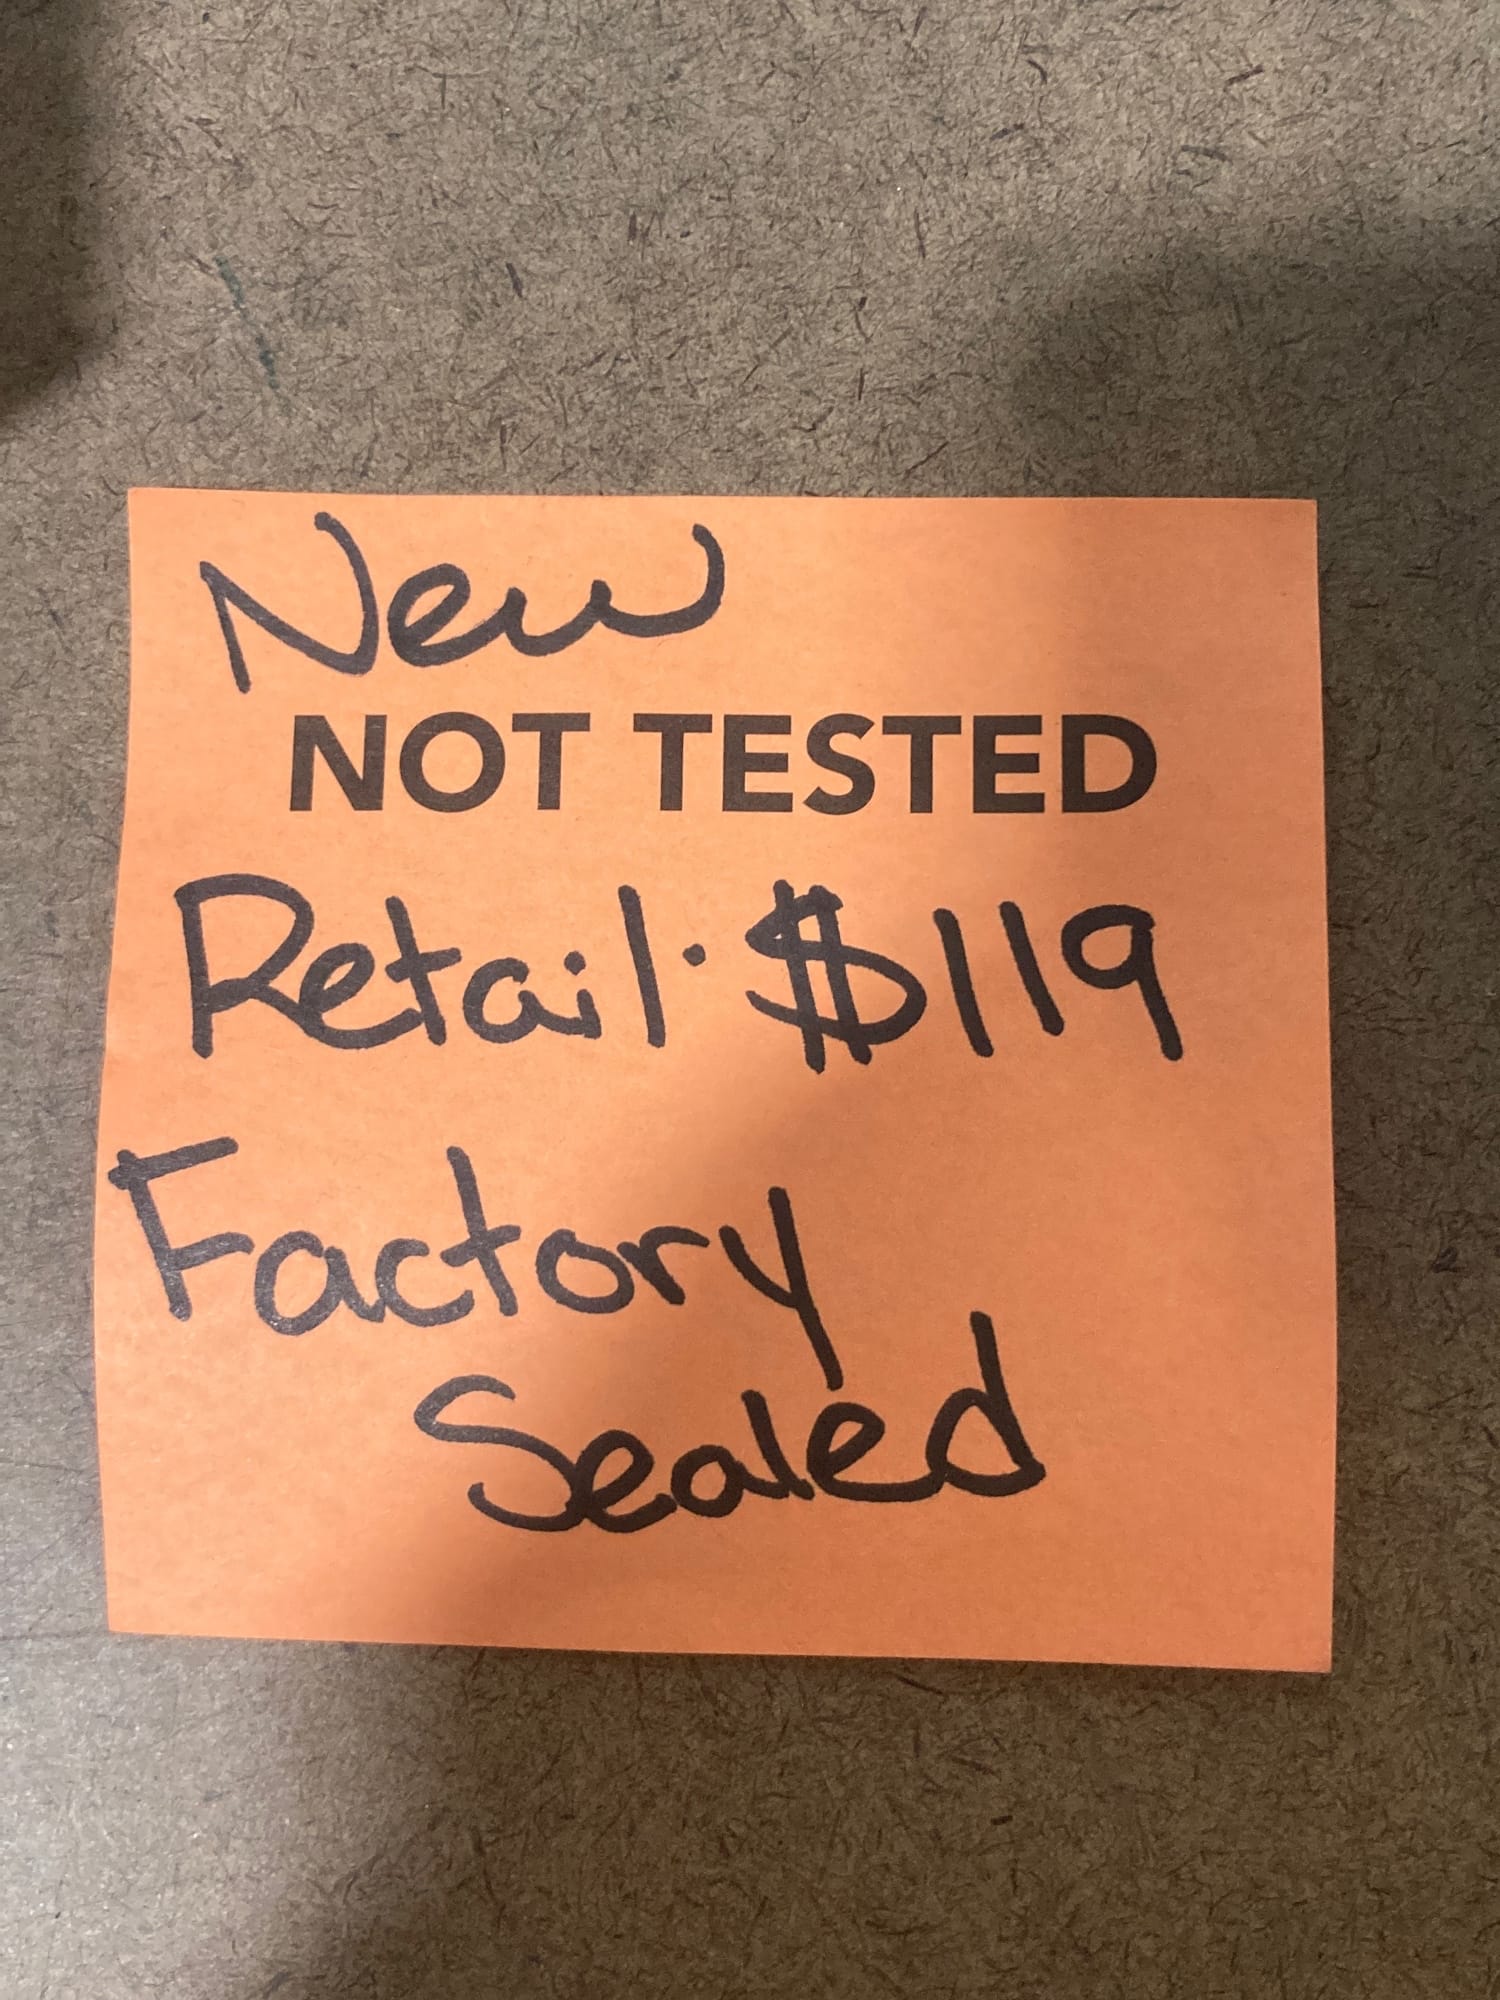 New
NOT TESTED
Retail· $119
Factory
Sealed